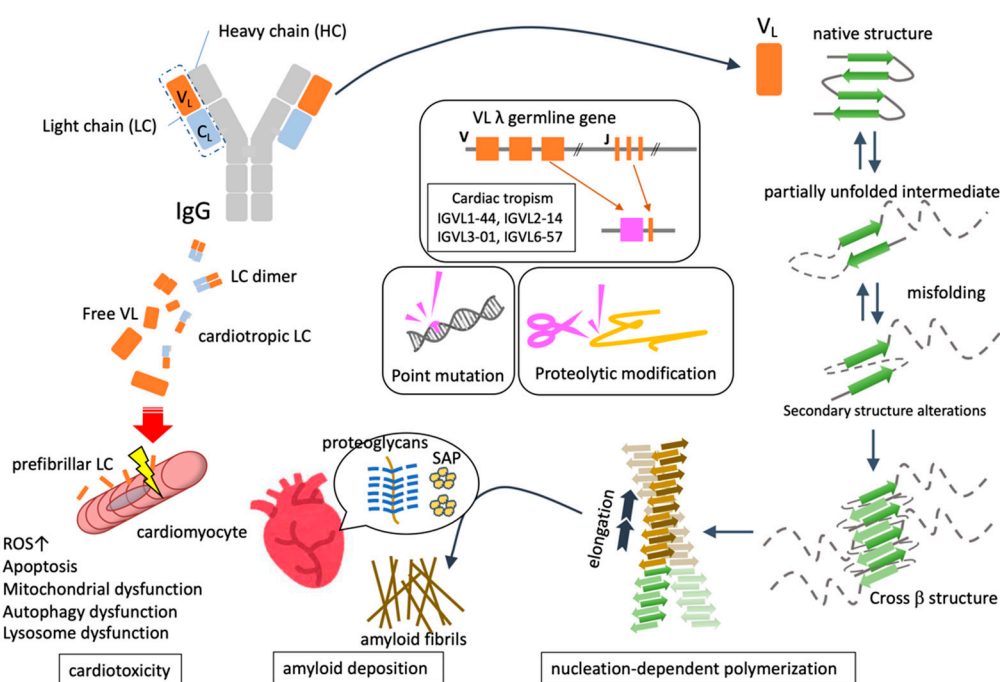 Heavy chain (HC)
V_L
C_L
Light chain (LC)
IgG
LC dimer
Free VL
cardiotropic LC
prefibrillar LC
cardiomyocyte
ROS↑
Apoptosis
Mitochondrial dysfunction
Autophagy dysfunction
Lysosome dysfunction
cardiotoxicity
VL λ germline gene
V
J
//
//
Cardiac tropism
IGVL1-44, IGVL2-14
IGVL3-01, IGVL6-57
Point mutation
Proteolytic modification
V_L
native structure
partially unfolded intermediate
misfolding
Secondary structure alterations
Cross β structure
elongation
nucleation-dependent polymerization
proteoglycans
SAP
amyloid fibrils
amyloid deposition